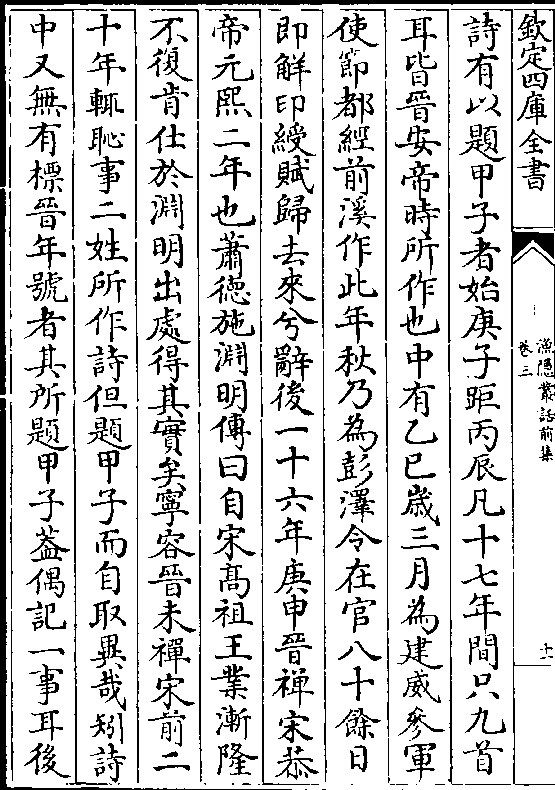 欽定四庫全書
漁隱叢話前集
卷三
十一
詩有以題甲子者始庚子距丙辰凡十七年間只九首
耳皆晉安帝時所作也中有乙巳歲三月為建威參軍
使節都經前溪作此年秋乃為彭澤令在官八十餘日
即解印綬賦歸去來兮辭後一十六年庚申晉禅宋恭
帝元熙二年也蕭德施淵明傳曰自宋髙祖王業漸隆
不復肯仕於淵明出處得其實矣寧容晉未禪宋前二
十年輒恥事二姓所作詩但題甲子而自取異哉矧詩
中又無有標晉年號者其所題甲子葢偶記一事耳後